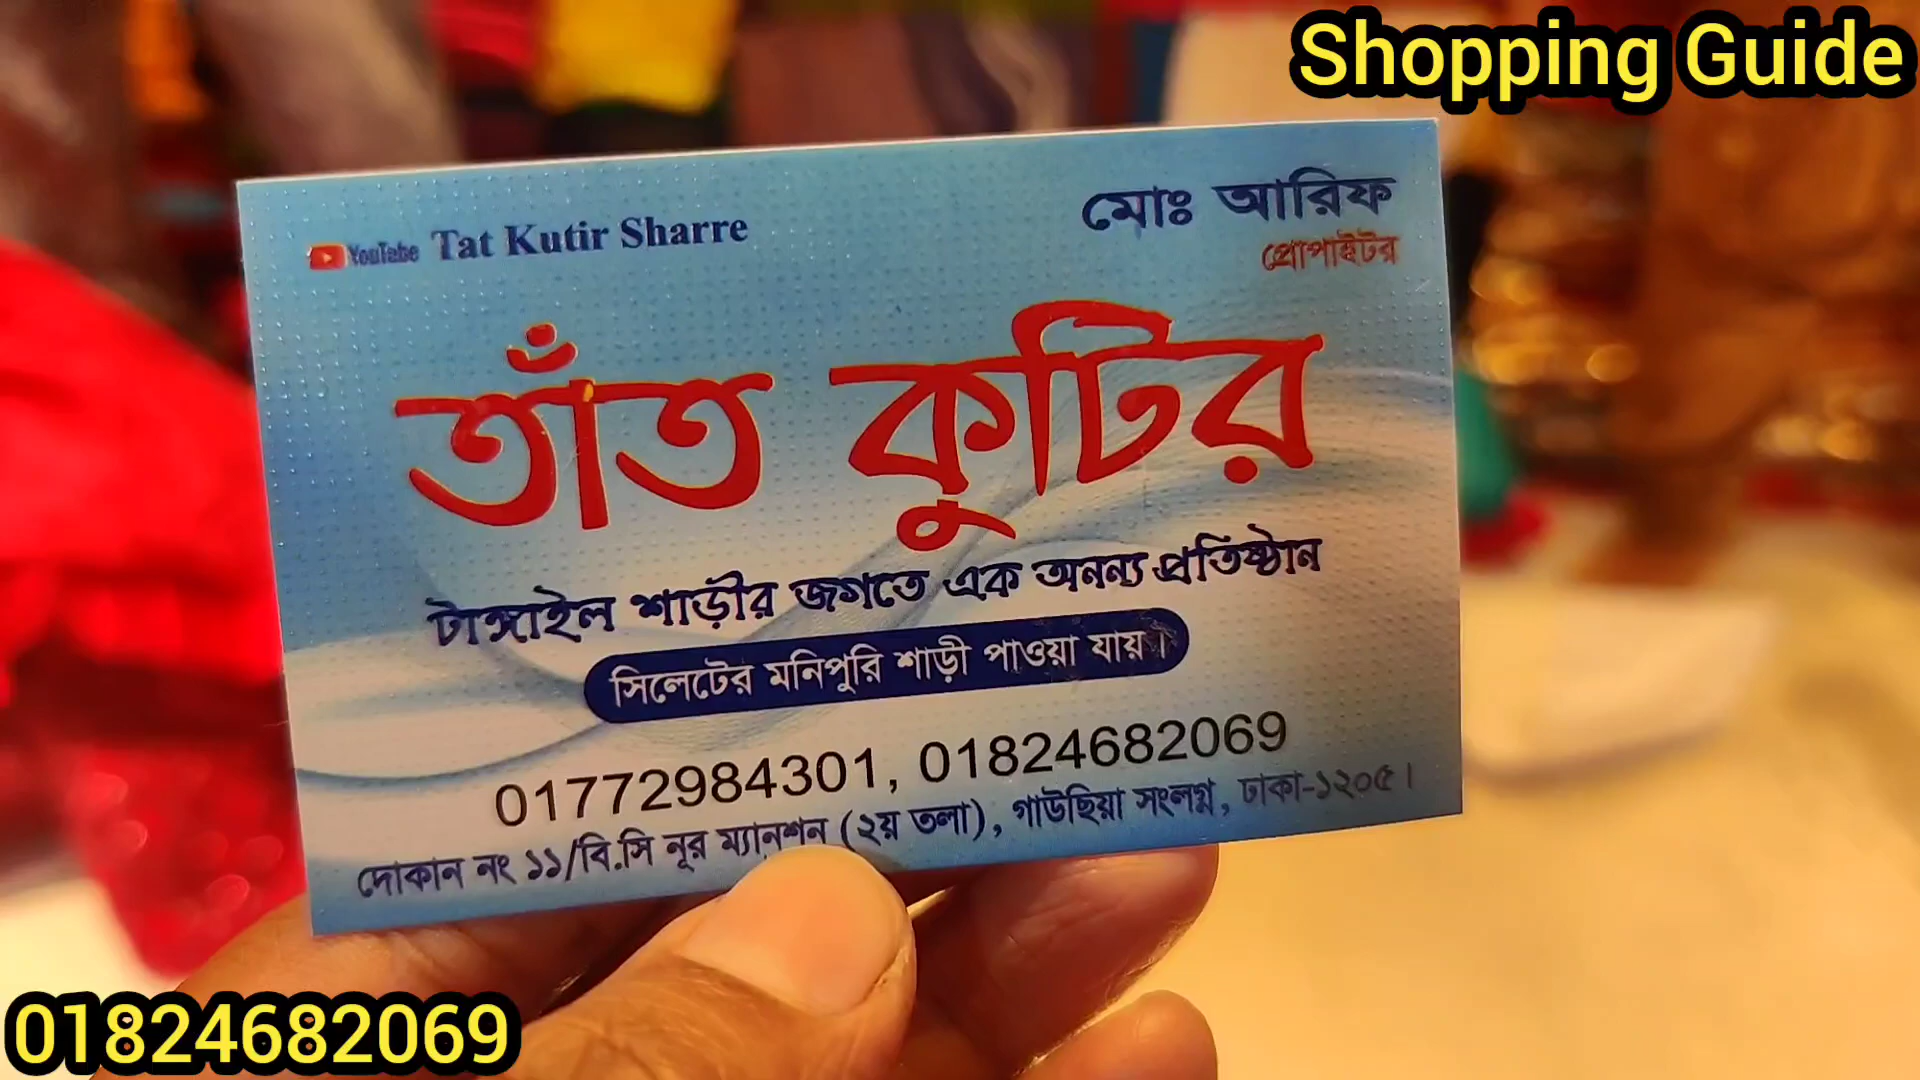 Shopping Guide
YouTube Tat Kutir Sharre
মোঃ আরিফ
প্রোপাইটর
তাঁত কুটির
টাঙ্গাইল শাড়ীর জগতে এক অনন্য প্রতিষ্ঠান
সিলেটের মনিপুরি শাড়ী পাওয়া যায়।
01772984301, 01824682069
দোকান নং ১১/বি.সি নূর ম্যানশন (২য় তলা), গাউছিয়া সংলগ্ন, ঢাকা-১২০৫।
01824682069